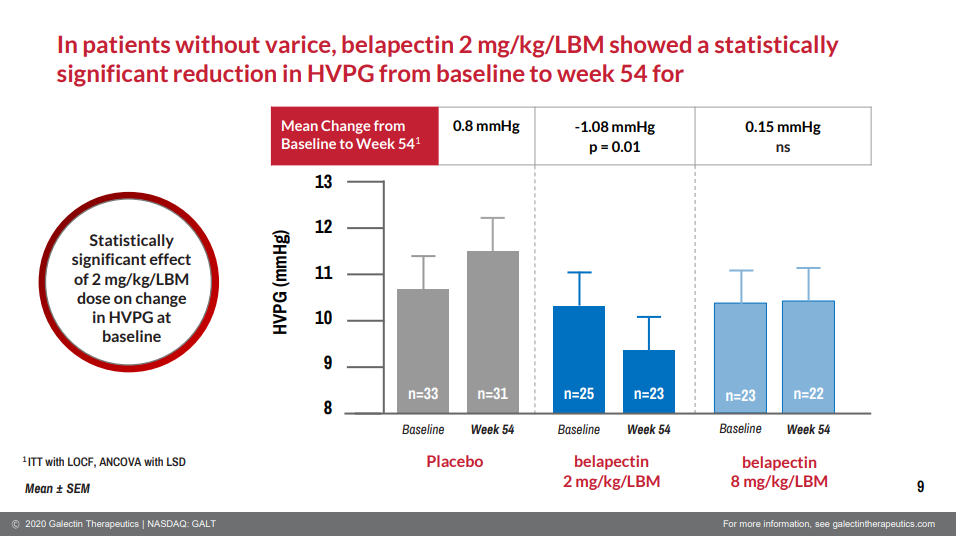 In patients without varice, belapectin 2 mg/kg/LBM showed a statistically
significant reduction in HVPG from baseline to week 54 for
Mean Change from
Baseline to Week 54¹
0.8 mmHg
-1.08 mmHg
p = 0.01
0.15 mmHg
ns
Statistically
significant effect
of 2 mg/kg/LBM
dose on change
in HVPG at
baseline
HVPG (mmHg)
13
12
11
10
9
8
n=33
n=31
n=25
n=23
n=23
n=22
Baseline
Week 54
Baseline
Week 54
Baseline
Week 54
Placebo
belapectin
2 mg/kg/LBM
belapectin
8 mg/kg/LBM
¹ ITT with LOCF, ANCOVA with LSD
Mean ± SEM
9
© 2020 Galectin Therapeutics | NASDAQ: GALT
For more information, see galectintherapeutics.com